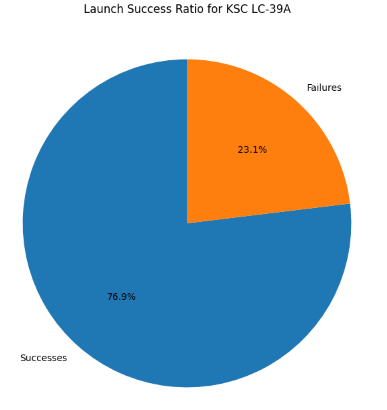 Launch Success Ratio for KSC LC-39A
Failures
23.1%
76.9%
Successes